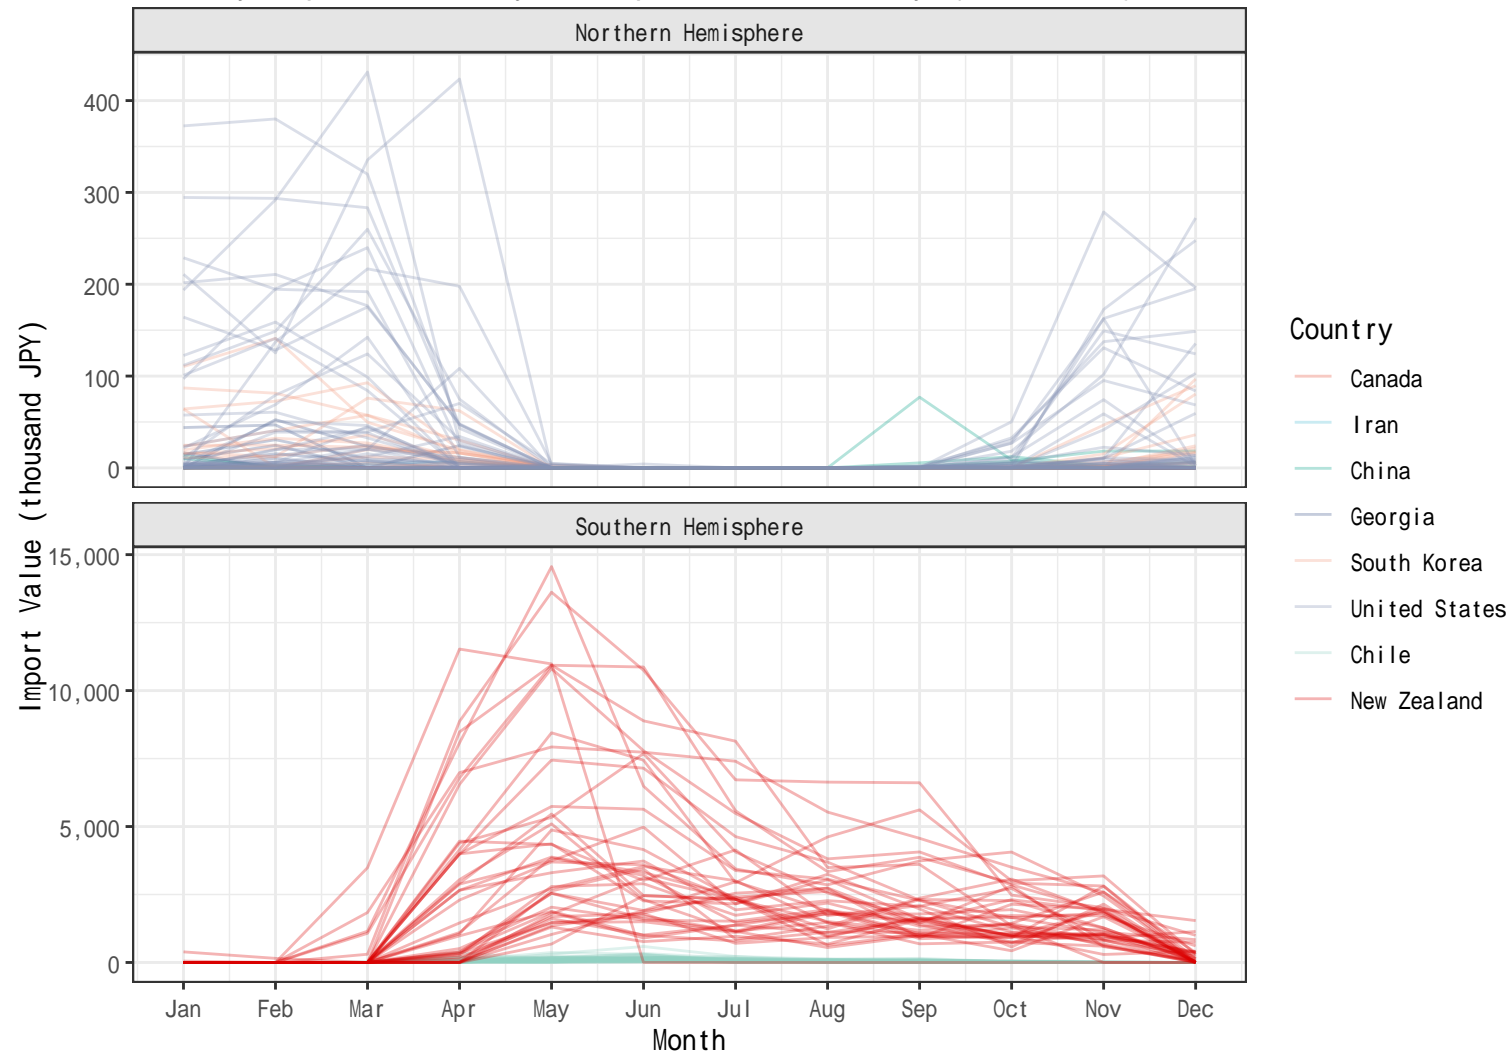 Northern Hemisphere
400
300
200
100
0
Southern Hemisphere
15,000
10,000
5,000
0
Import Value (thousand JPY)
Jan Feb Mar Apr May Jun Jul Aug Sep Oct Nov Dec
Month
Country
Canada
Iran
China
Georgia
South Korea
United States
Chile
New Zealand